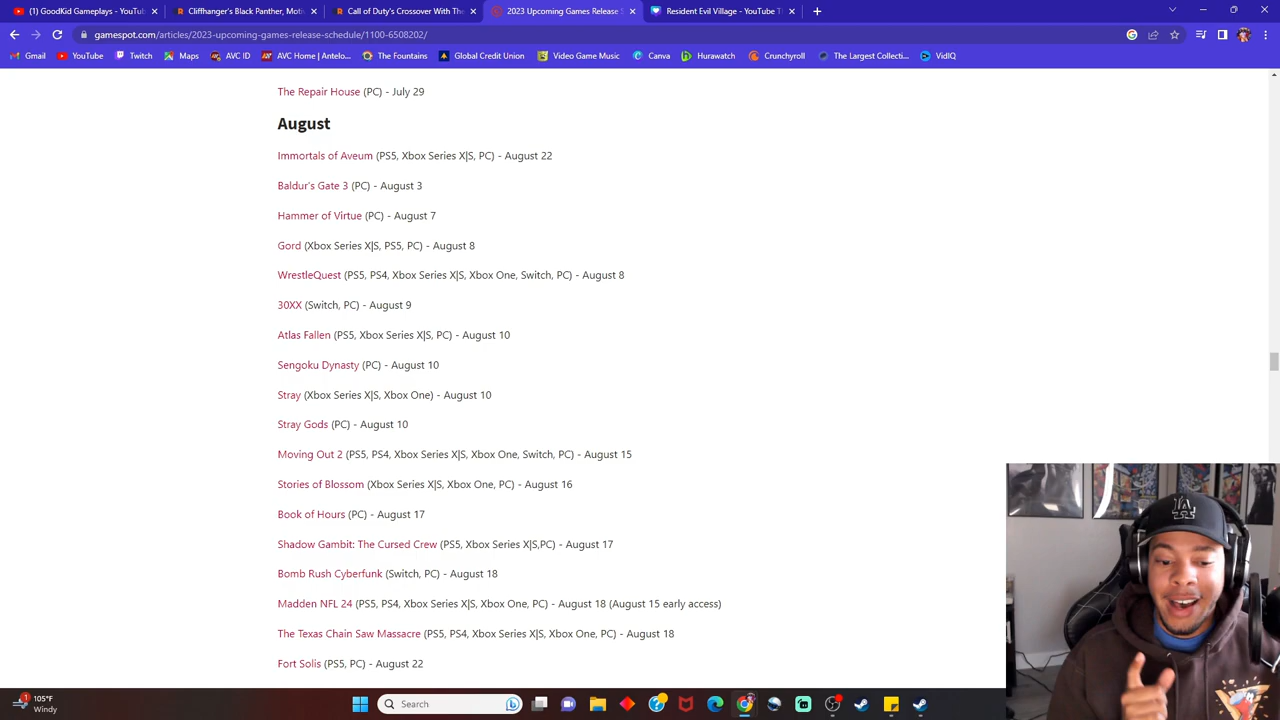 (1) GoodKid Gameplays - YouTu
Cliffhanger's Black Panther, Moti
Call of Duty's Crossover With The
2023 Upcoming Games Release S
Resident Evil Village - YouTube T
gamespot.com/articles/2023-upcoming-games-release-schedule/1100-6508202/
Gmail YouTube Twitch Maps AVC ID AVC Home | Antelo... The Fountains Global Credit Union Video Game Music Canva Hurawatch Crunchyroll The Largest Collecti... VidIQ
The Repair House (PC) - July 29
August
Immortals of Aveum (PS5, Xbox Series X|S, PC) - August 22
Baldur's Gate 3 (PC) - August 3
Hammer of Virtue (PC) - August 7
Gord (Xbox Series X|S, PS5, PC) - August 8
WrestleQuest (PS5, PS4, Xbox Series X|S, Xbox One, Switch, PC) - August 8
30XX (Switch, PC) - August 9
Atlas Fallen (PS5, Xbox Series X|S, PC) - August 10
Sengoku Dynasty (PC) - August 10
Stray (Xbox Series X|S, Xbox One) - August 10
Stray Gods (PC) - August 10
Moving Out 2 (PS5, PS4, Xbox Series X|S, Xbox One, Switch, PC) - August 15
Stories of Blossom (Xbox Series X|S, Xbox One, PC) - August 16
Book of Hours (PC) - August 17
Shadow Gambit: The Cursed Crew (PS5, Xbox Series X|S,PC) - August 17
Bomb Rush Cyberfunk (Switch, PC) - August 18
Madden NFL 24 (PS5, PS4, Xbox Series X|S, Xbox One, PC) - August 18 (August 15 early access)
The Texas Chain Saw Massacre (PS5, PS4, Xbox Series X|S, Xbox One, PC) - August 18
Fort Solis (PS5, PC) - August 22
LA
1
105°F
Windy
Search